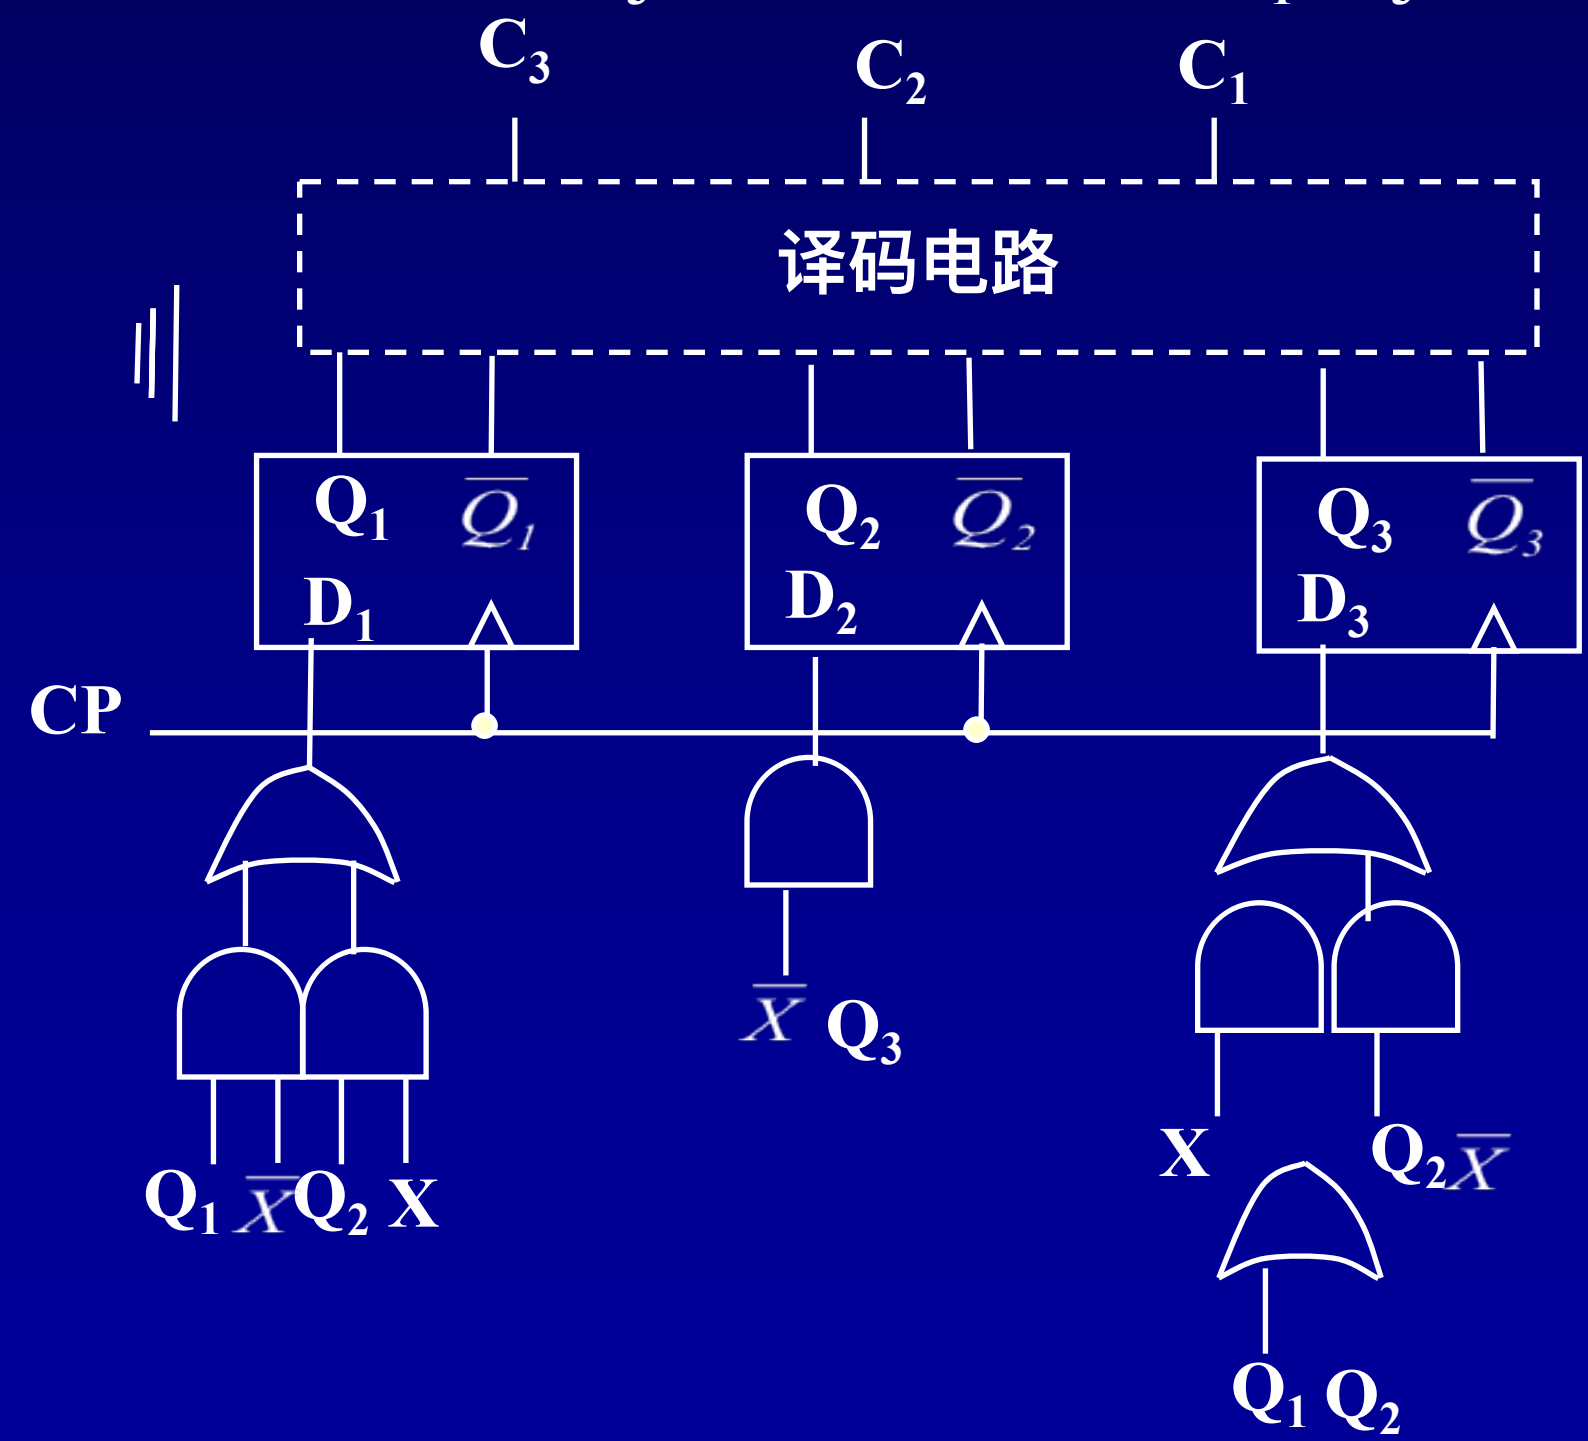 C₃ C₂ C₁
译码电路
Q₁ Q̅₁ Q₂ Q̅₂ Q₃ Q̅₃
D₁ D₂ D₃
CP
X̅ Q₃
X Q₂ X̅
Q₁ X̅ Q₂ X
Q₁ Q₂